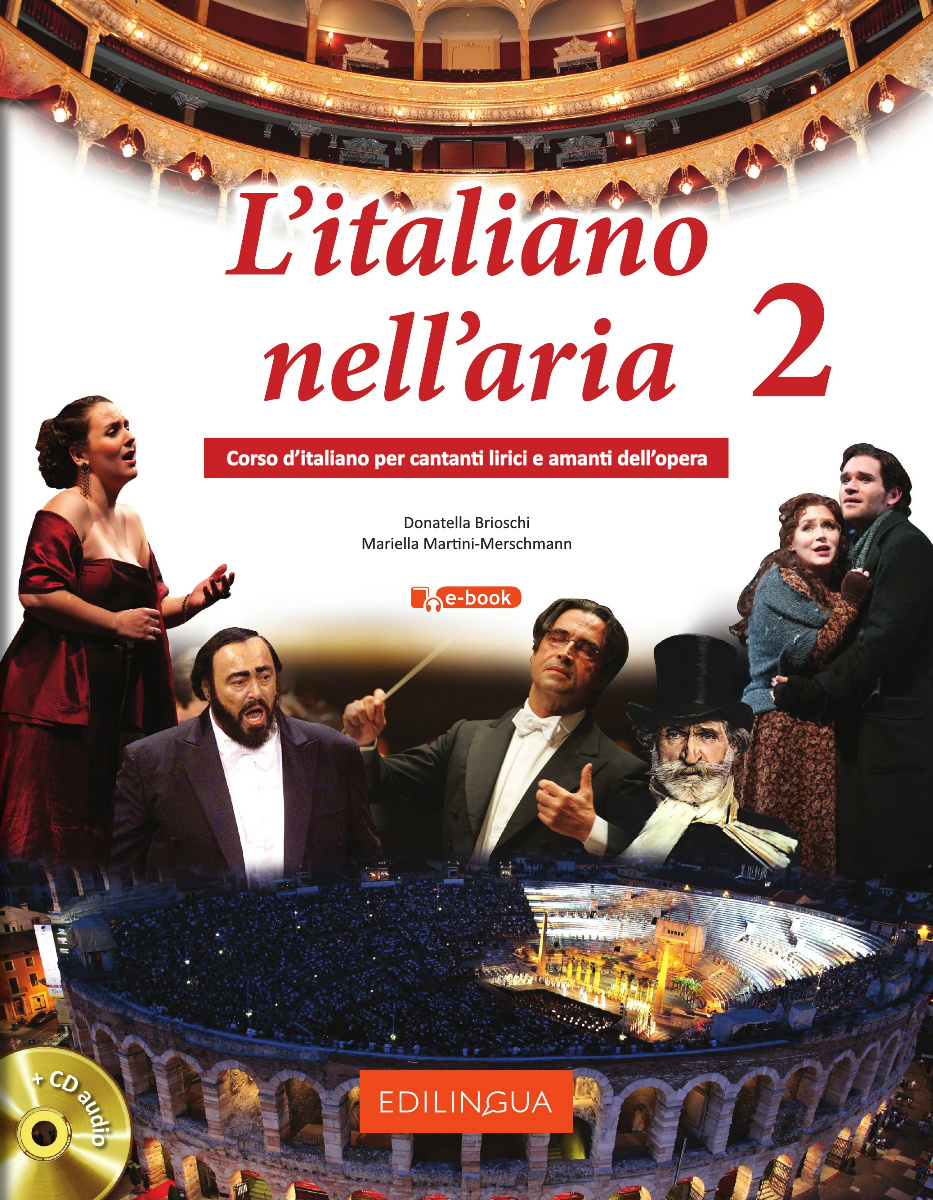 L'italiano
nell'aria 2
Corso d'italiano per cantanti lirici e amanti dell'opera
Donatella Brioschi
Mariella Martini-Merschmann
e-book
+ CD audio
EDILINGUA